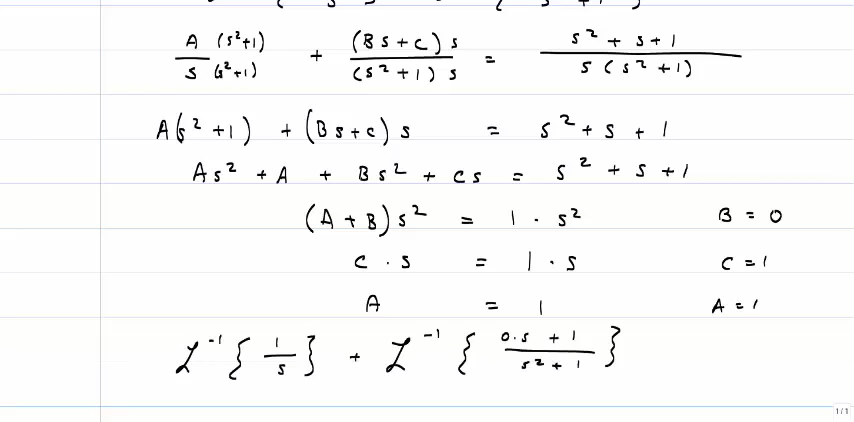 A (s²+1) / s (s²+1) + (Bs+c) s / (s²+1) s = s²+s+1 / s (s²+1)
A(s²+1) + (Bs+c) s = s²+s+1
As²+A + Bs²+cs = s²+s+1
(A+B)s² = 1·s² B=0
c·s = 1·s c=1
A = 1 A=1
ℒ⁻¹{1/s} + ℒ⁻¹{0·s+1 / s²+1}
1/1